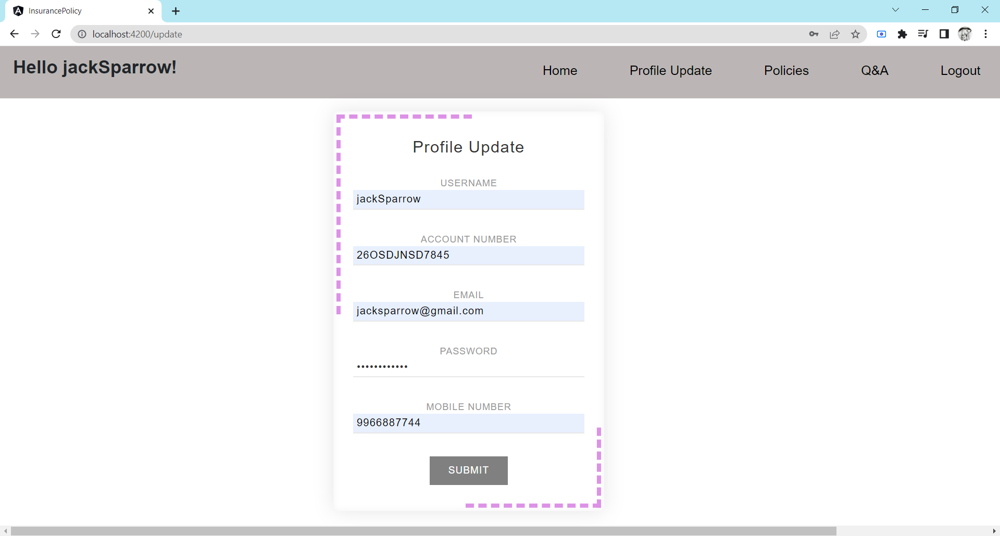 InsurancePolicy
localhost:4200/update
Hello jackSparrow!
Home Profile Update Policies Q&A Logout
Profile Update
USERNAME
jackSparrow
ACCOUNT NUMBER
26OSDJNSD7845
EMAIL
jacksparrow@gmail.com
PASSWORD
••••••••••••
MOBILE NUMBER
9966887744
SUBMIT